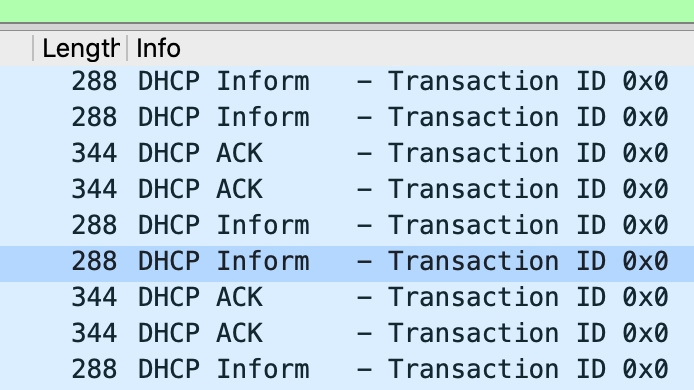 Length Info
288 DHCP Inform - Transaction ID 0x0
288 DHCP Inform - Transaction ID 0x0
344 DHCP ACK - Transaction ID 0x0
344 DHCP ACK - Transaction ID 0x0
288 DHCP Inform - Transaction ID 0x0
288 DHCP Inform - Transaction ID 0x0
344 DHCP ACK - Transaction ID 0x0
344 DHCP ACK - Transaction ID 0x0
288 DHCP Inform - Transaction ID 0x0